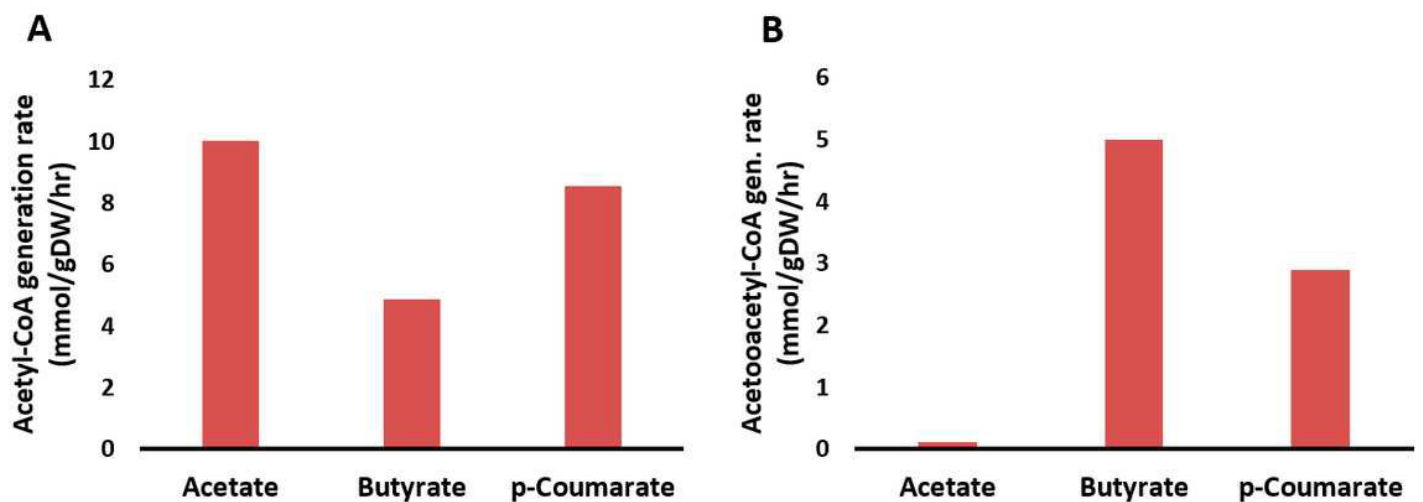 A
Acetyl-CoA generation rate
(mmol/gDW/hr)
12
10
8
6
4
2
0
Acetate Butyrate p-Coumarate
B
Acetooacetyl-CoA gen. rate
(mmol/gDW/hr)
6
5
4
3
2
1
0
Acetate Butyrate p-Coumarate